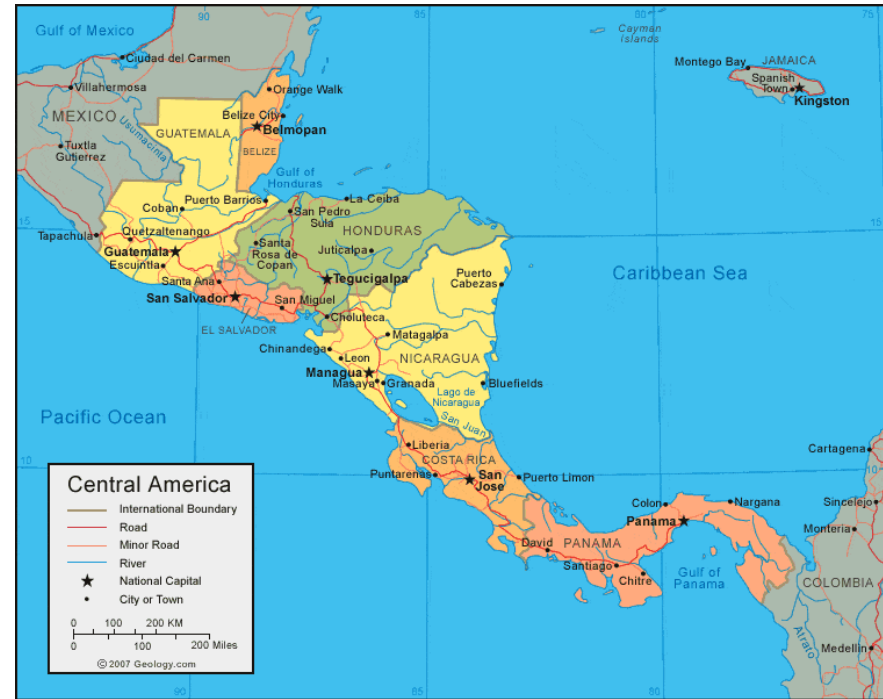 90
85
80
75
Gulf of Mexico
Cayman
Islands
Ciudad del Carmen
Montego Bay
JAMAICA
Villahermosa
Orange Walk
Spanish
Town
Kingston
MEXICO
Belize City
GUATEMALA
Belmopan
Usumacinta
Tuxtla
Gutierrez
BELIZE
Gulf of
Honduras
Puerto Barrios
La Ceiba
Coban
San Pedro
Sula
15
Tapachula
Quetzaltenango
HONDURAS
Guatemala
Santa
Rosa de
Copan
Juticalpa
Escuintla
Puerto
Cabezas
Caribbean Sea
Santa Ana
Tegucigalpa
San Salvador
San Miguel
Choluteca
EL SALVADOR
Matagalpa
Chinandega
Leon
NICARAGUA
Managua
Masaya
Granada
Bluefields
Lago de
Nicaragua
San Juan
Pacific Ocean
Liberia
Cartagena
COSTA RICA
10
10
Puntarenas
San
Jose
Puerto Limon
Central America
International Boundary
Road
Minor Road
River
National Capital
City or Town
0 100 200 KM
0 100 200 Miles
© 2007 Geology.com
Colon
Nargana
Sincelejo
Panama
Monteria
David
PANAMA
Santiago
Chitre
Gulf of
Panama
COLOMBIA
Atrato
Medellin
90
85
80